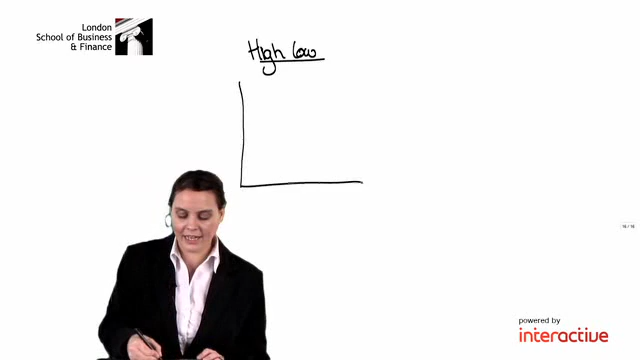 London
School of Business
& Finance
High low
16 / 16
powered by
interactive